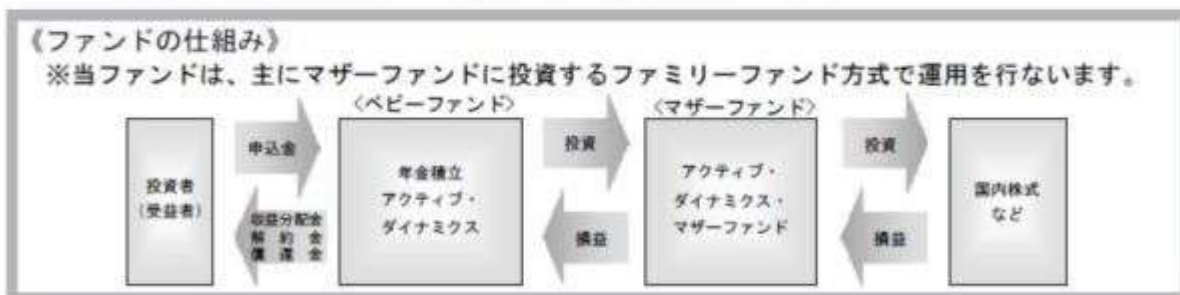 《ファンドの仕組み》
※当ファンドは、主にマザーファンドに投資するファミリーファンド方式で運用を行ないます。
〈ベビーファンド〉
〈マザーファンド〉
投資者
(受益者)
申込金
収益分配金
解約金
償還金
年金積立
アクティブ・
ダイナミクス
投資
損益
アクティブ・
ダイナミクス・
マザーファンド
投資
損益
国内株式
など